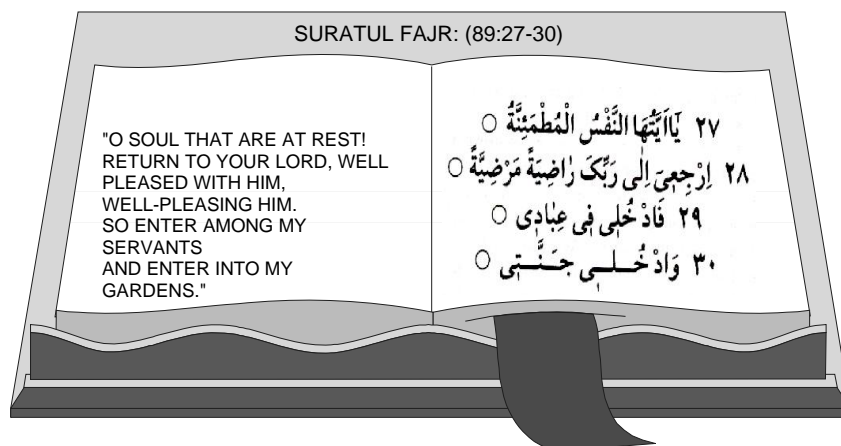 SURATUL FAJR: (89:27-30)
"O SOUL THAT ARE AT REST!
RETURN TO YOUR LORD, WELL
PLEASED WITH HIM,
WELL-PLEASING HIM.
SO ENTER AMONG MY
SERVANTS
AND ENTER INTO MY
GARDENS."
٢٧ يَٰٓااَيَّتُهَا النَّفْسُ الْمُطْمَئِنَّةُ ○
٢٨ اِرْجِعِيٓ اِلٰى رَبِّكَ رٰاضِيَةً مَرْضِيَّةً ○
٢٩ فَادْخُلِى فِى عِبٰادِى ○
٣٠ وَادْخُلِى جَنَّتِى ○